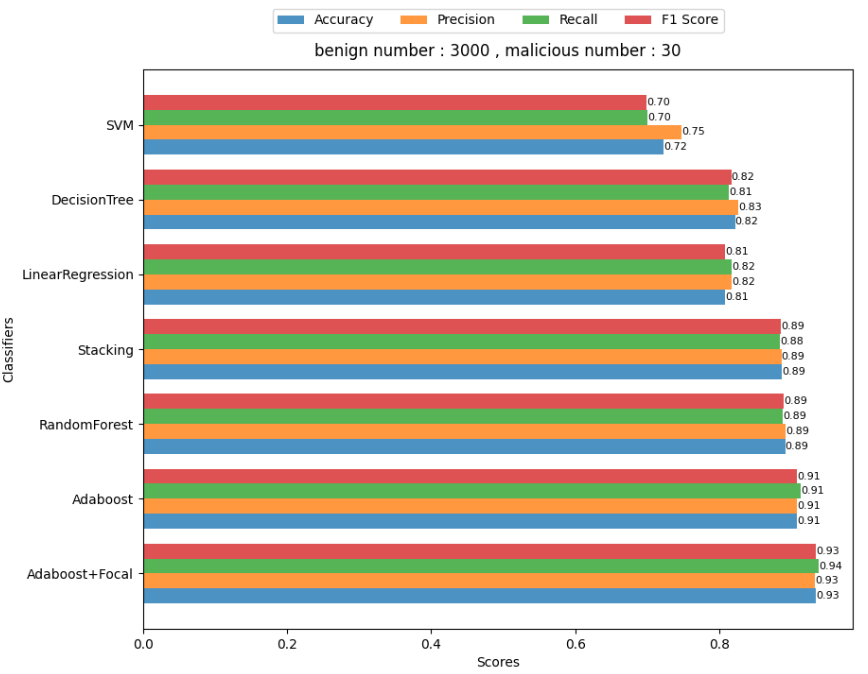 Accuracy Precision Recall F1 Score
benign number : 3000 , malicious number : 30
Classifiers
SVM
0.70
0.70
0.75
0.72
DecisionTree
0.82
0.81
0.83
0.82
LinearRegression
0.81
0.82
0.82
0.81
Stacking
0.89
0.88
0.89
0.89
RandomForest
0.89
0.89
0.89
0.89
Adaboost
0.91
0.91
0.91
0.91
Adaboost+Focal
0.93
0.94
0.93
0.93
0.0 0.2 0.4 0.6 0.8
Scores